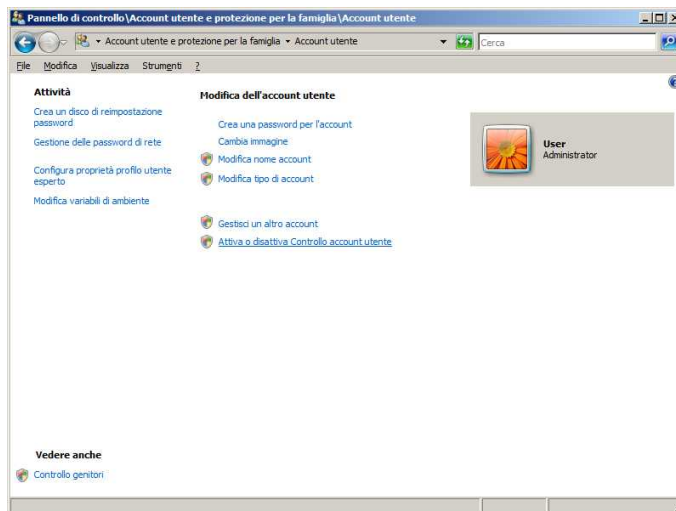 Pannello di controllo\Account utente e protezione per la famiglia\Account utente
Account utente e protezione per la famiglia Account utente
Cerca
File Modifica Visualizza Strumenti ?
Attività
Crea un disco di reimpostazione
password
Gestione delle password di rete
Configura proprietà profilo utente
esperto
Modifica variabili di ambiente
Modifica dell'account utente
Crea una password per l'account
Cambia immagine
Modifica nome account
Modifica tipo di account
Gestisci un altro account
Attiva o disattiva Controllo account utente
User
Administrator
Vedere anche
Controllo genitori